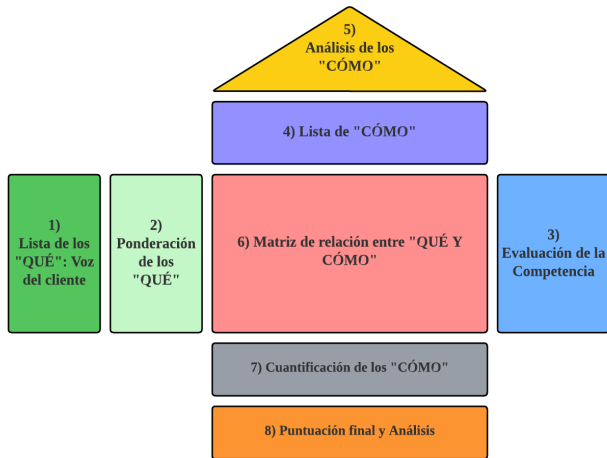 5)
Análisis de los
"CÓMO"
4) Lista de "CÓMO"
1)
Lista de los
"QUÉ": Voz
del cliente
2)
Ponderación
de los
"QUÉ"
6) Matriz de relación entre "QUÉ Y
CÓMO"
3)
Evaluación de la
Competencia
7) Cuantificación de los "CÓMO"
8) Puntuación final y Análisis